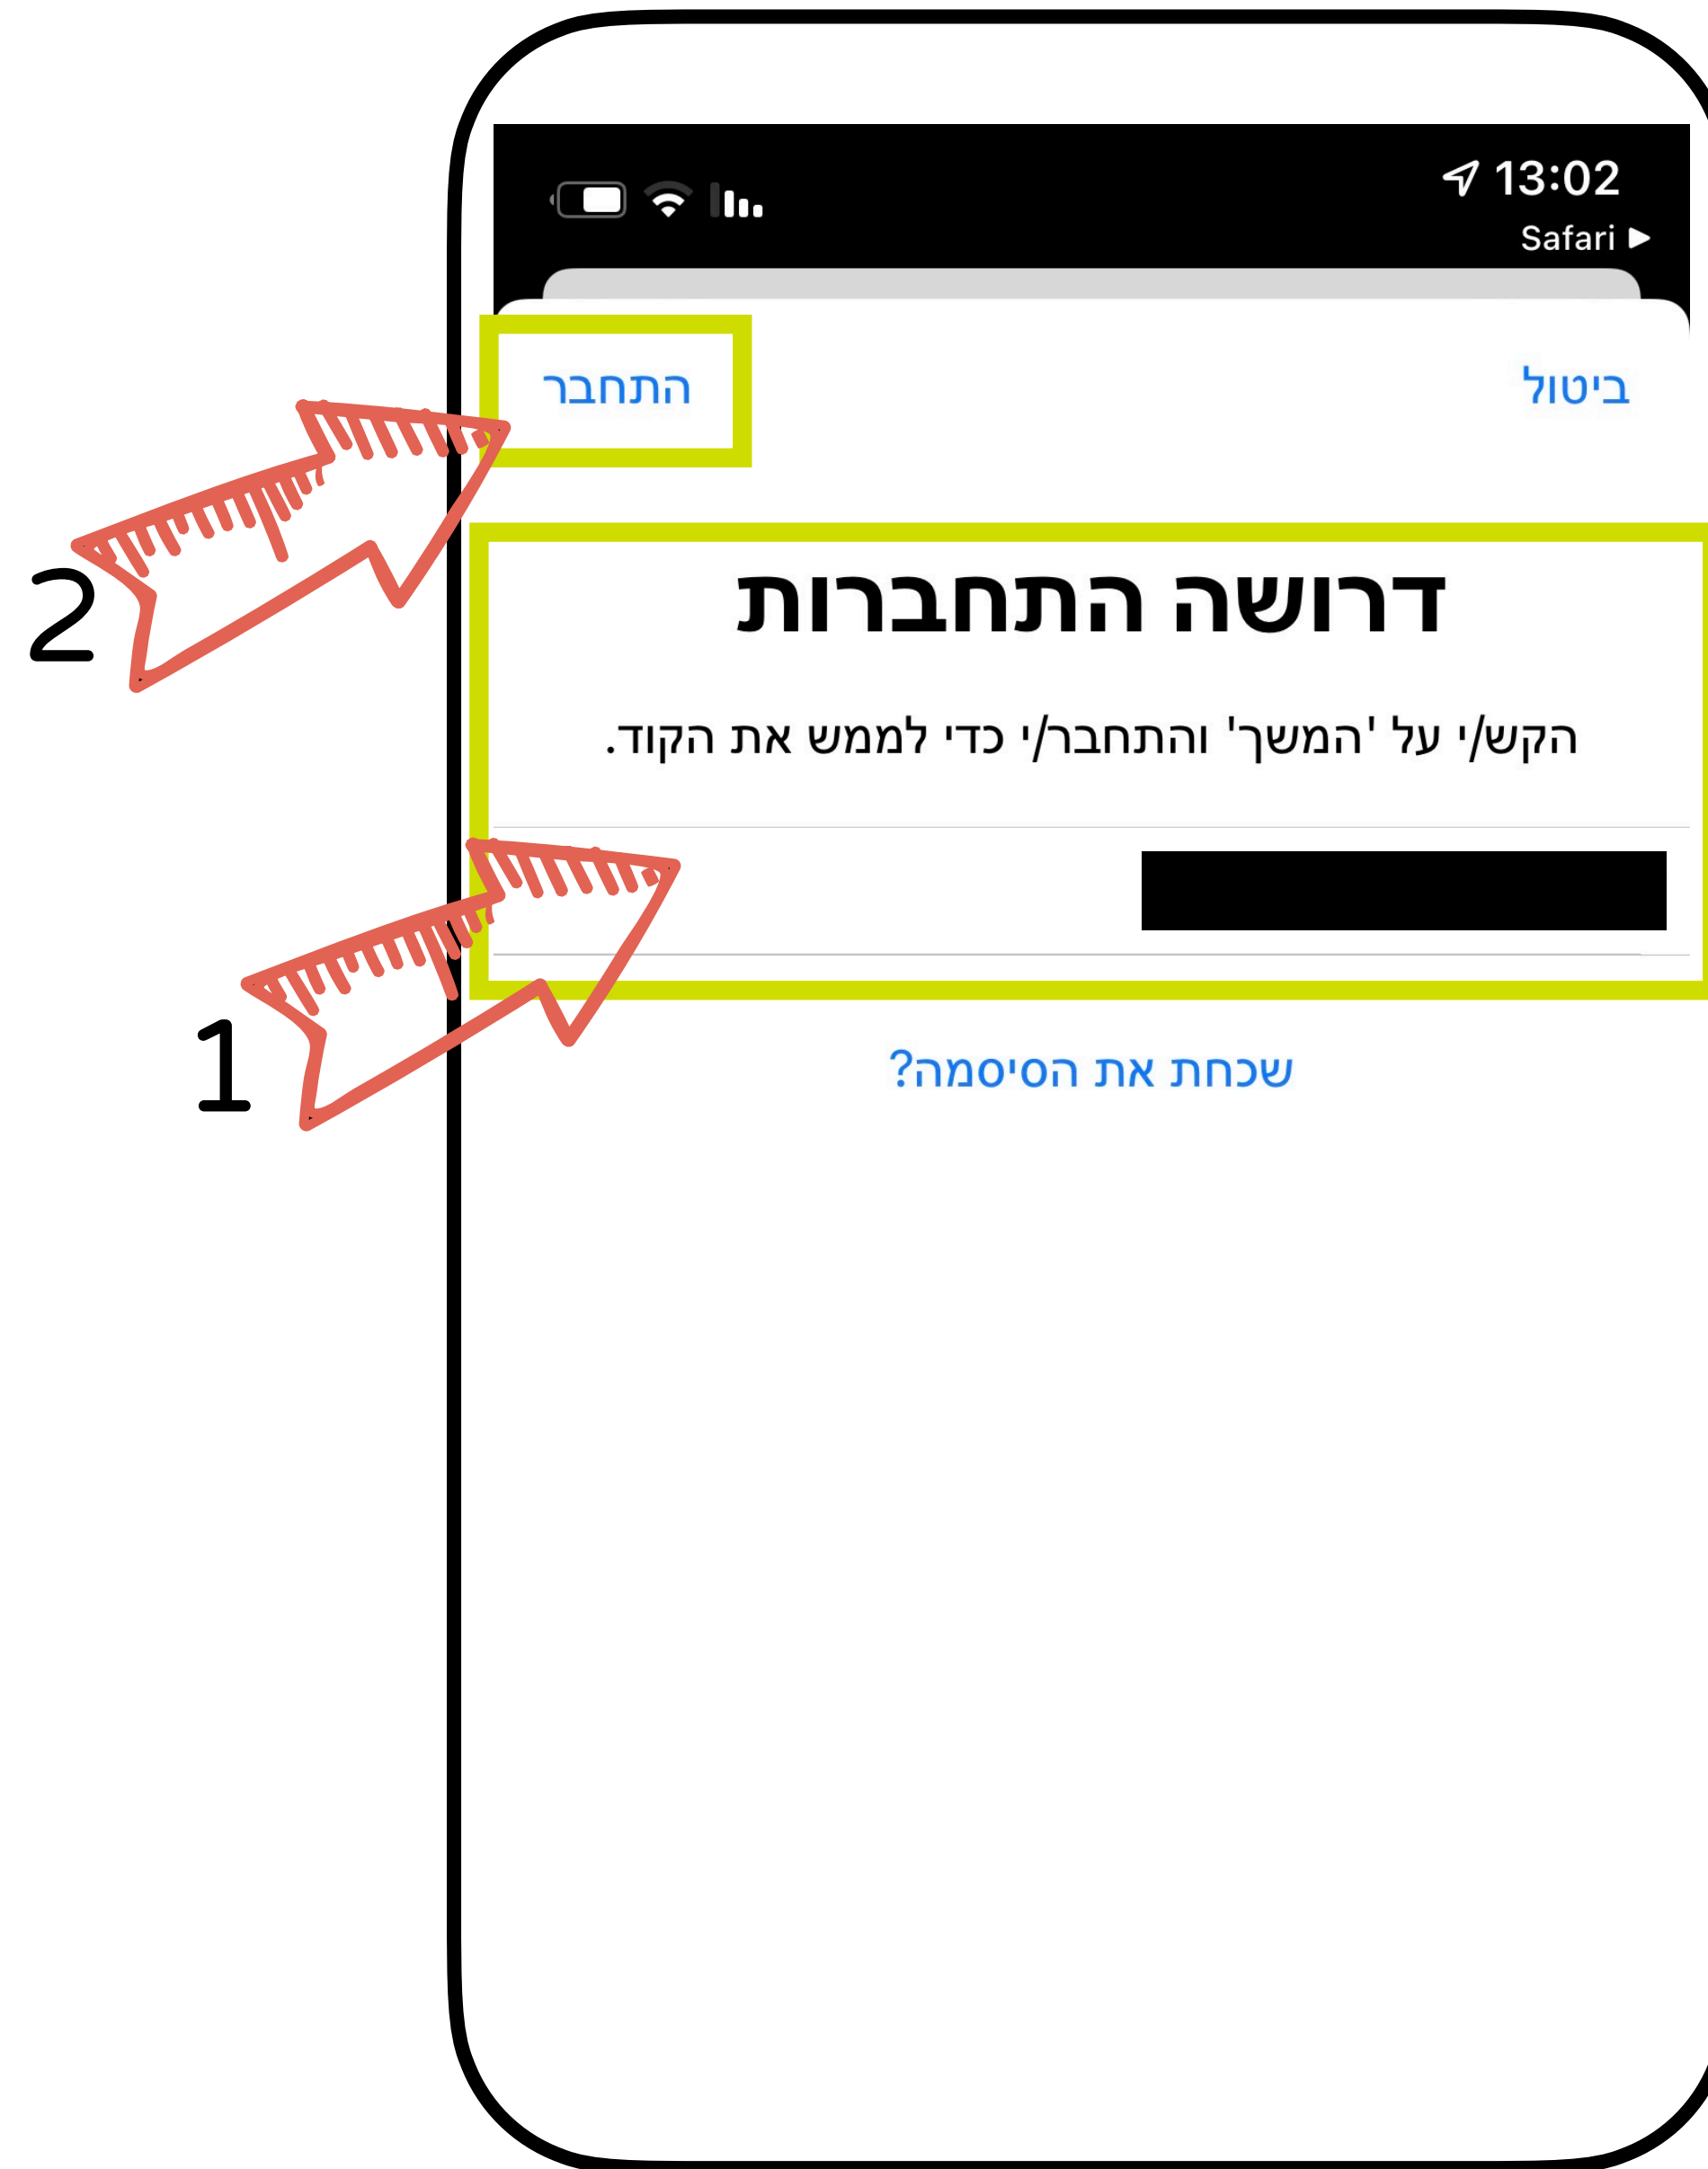 13:02
Safari
ביטול
התחבר
דרושה התחברות
הקש/י על 'המשך' והתחבר/י כדי לממש את הקוד.
שכחת את הסיסמה?
2
1